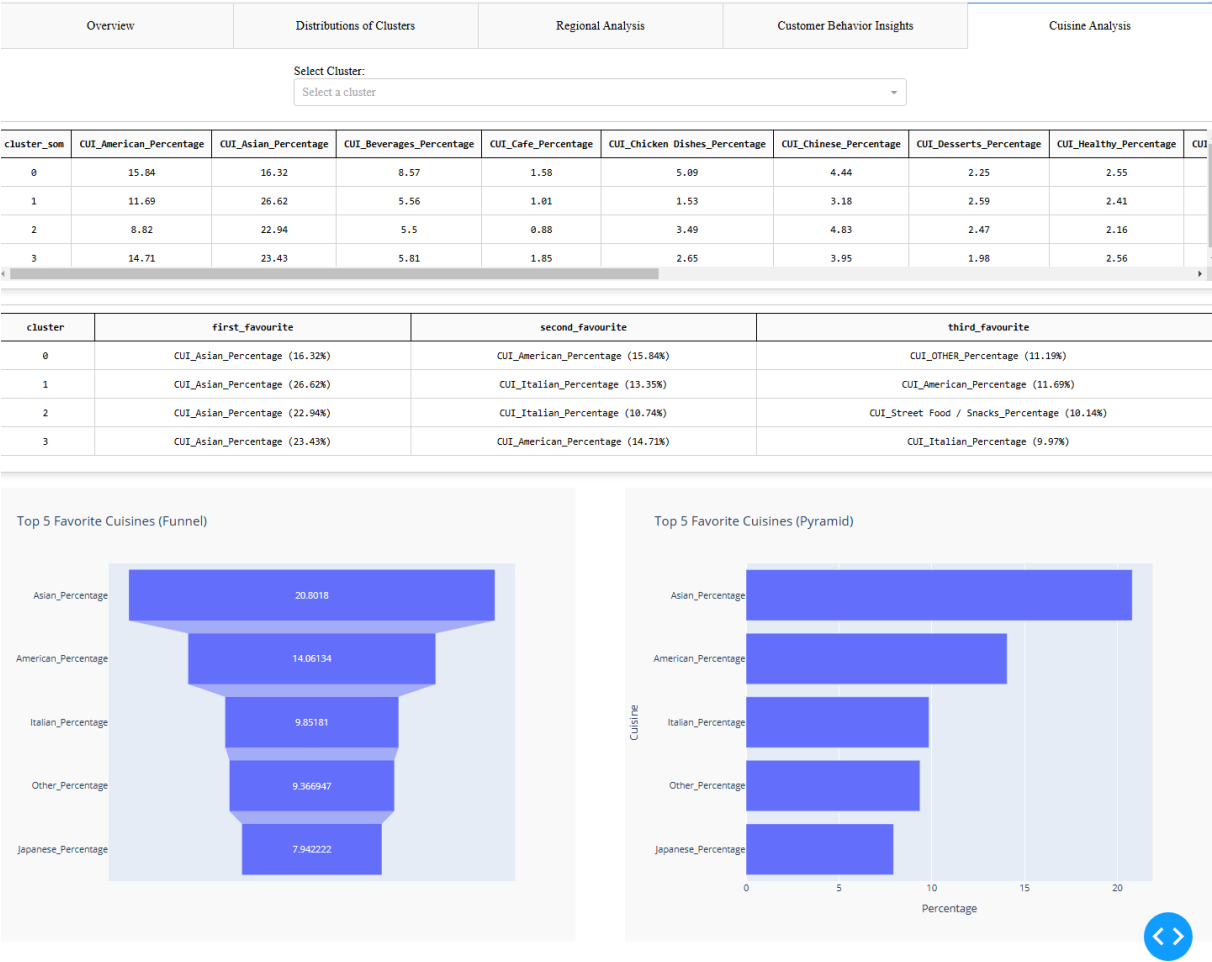 Overview Distributions of Clusters Regional Analysis Customer Behavior Insights Cuisine Analysis
Select Cluster:
Select a cluster
cluster_som CUI_American_Percentage CUI_Asian_Percentage CUI_Beverages_Percentage CUI_Cafe_Percentage CUI_Chicken Dishes_Percentage CUI_Chinese_Percentage CUI_Desserts_Percentage CUI_Healthy_Percentage CUI
0 15.84 16.32 8.57 1.58 5.09 4.44 2.25 2.55
1 11.69 26.62 5.56 1.01 1.53 3.18 2.59 2.41
2 8.82 22.94 5.5 0.88 3.49 4.83 2.47 2.16
3 14.71 23.43 5.81 1.85 2.65 3.95 1.98 2.56
cluster first_favourite second_favourite third_favourite
0 CUI_Asian_Percentage (16.32%) CUI_American_Percentage (15.84%) CUI_OTHER_Percentage (11.19%)
1 CUI_Asian_Percentage (26.62%) CUI_Italian_Percentage (13.35%) CUI_American_Percentage (11.69%)
2 CUI_Asian_Percentage (22.94%) CUI_Italian_Percentage (10.74%) CUI_Street Food / Snacks_Percentage (10.14%)
3 CUI_Asian_Percentage (23.43%) CUI_American_Percentage (14.71%) CUI_Italian_Percentage (9.97%)
Top 5 Favorite Cuisines (Funnel)
Asian_Percentage 20.8018
American_Percentage 14.06134
Italian_Percentage 9.85181
Other_Percentage 9.366947
Japanese_Percentage 7.942222
Top 5 Favorite Cuisines (Pyramid)
Cuisine
Asian_Percentage
American_Percentage
Italian_Percentage
Other_Percentage
Japanese_Percentage
0 5 10 15 20
Percentage